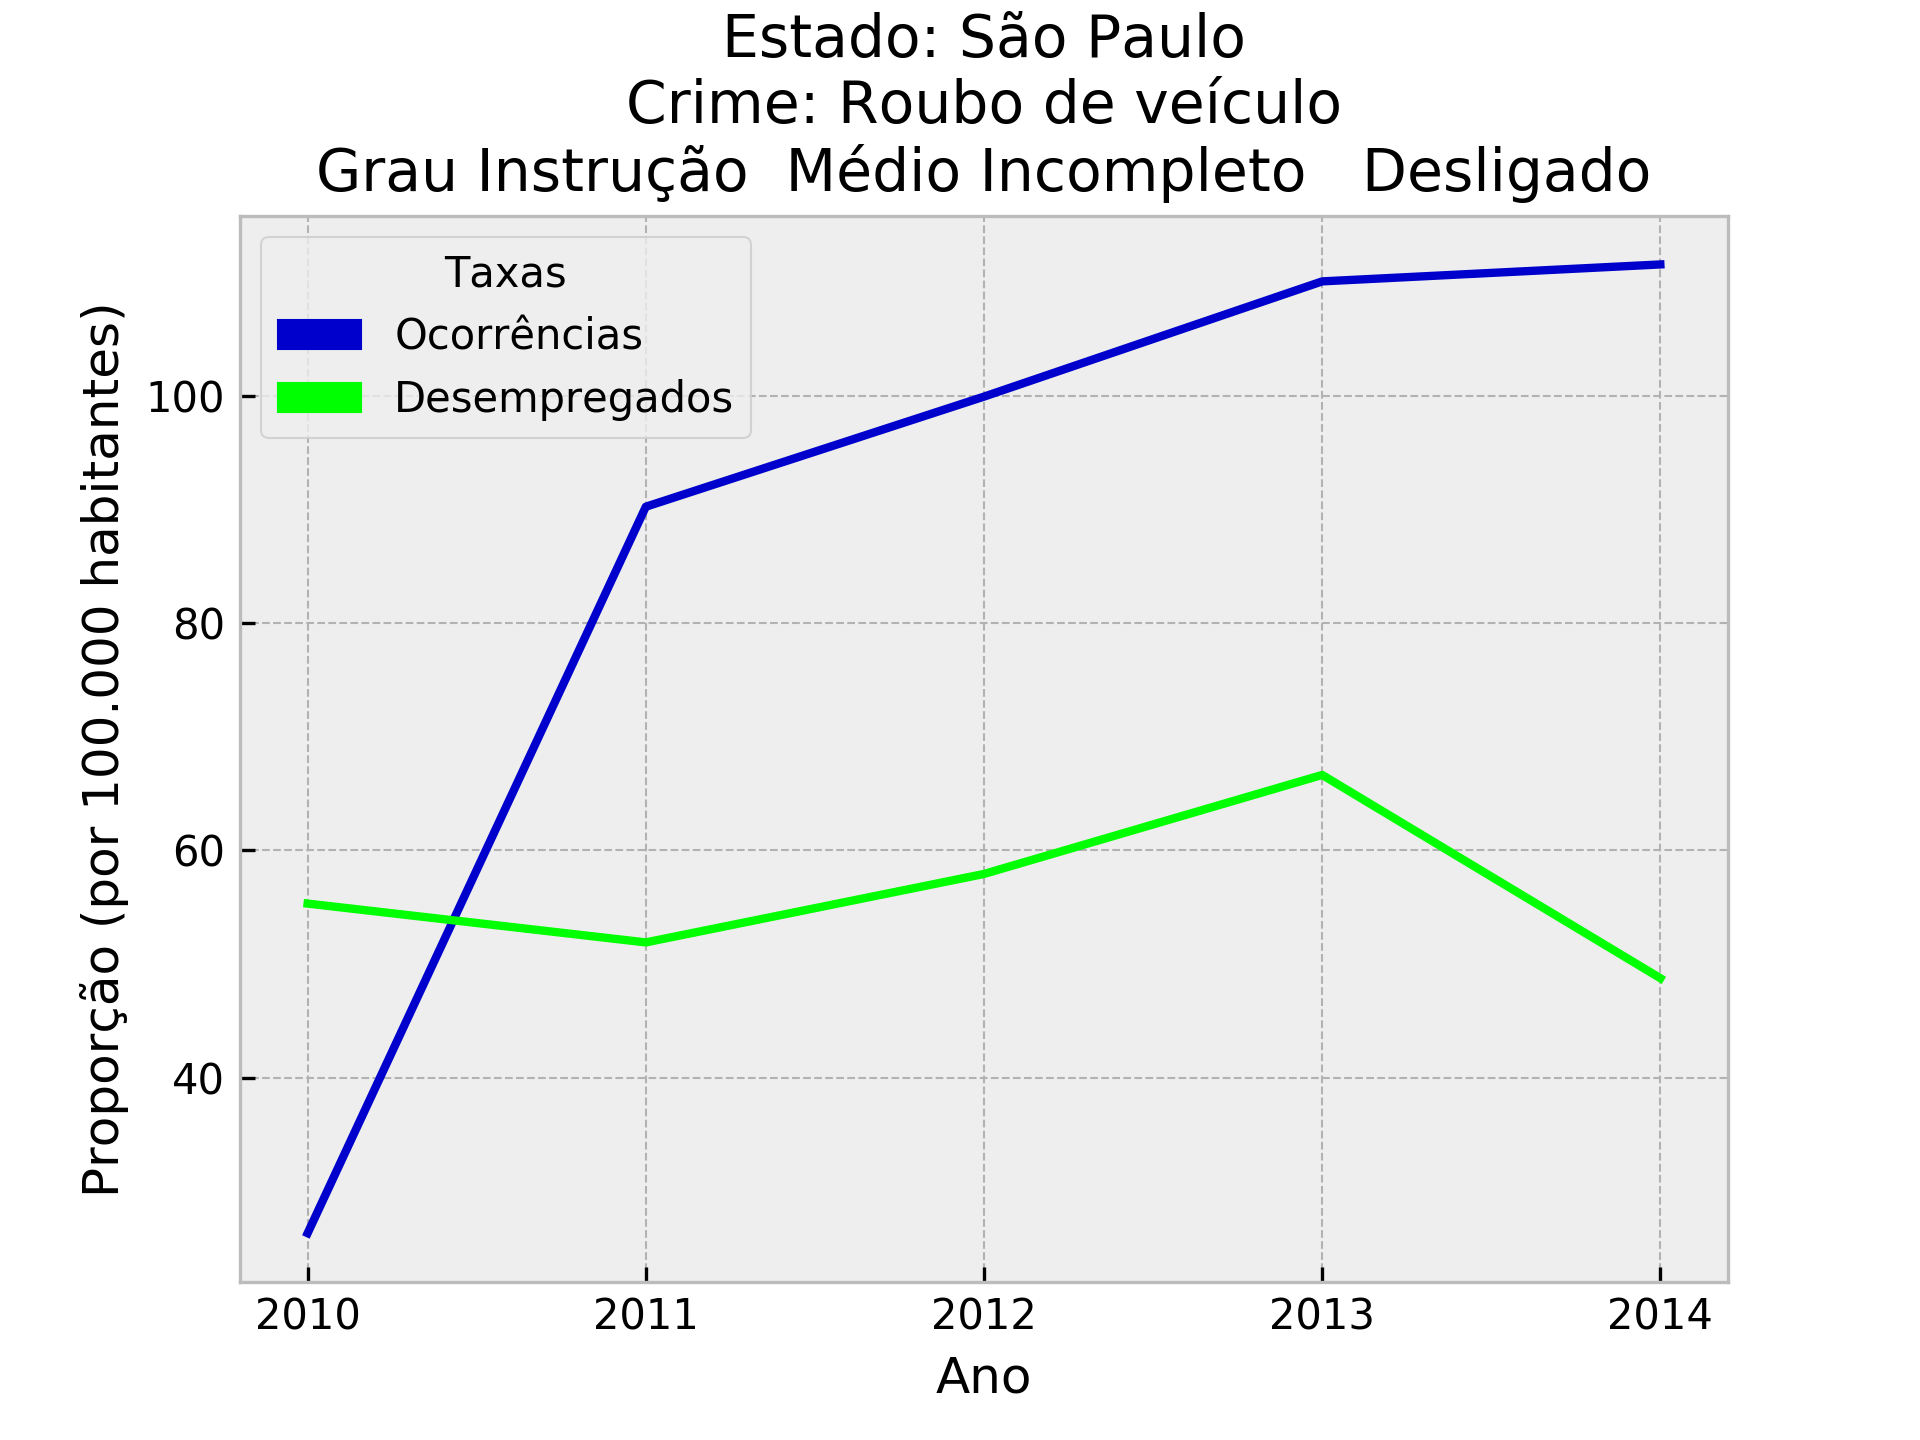 Estado: São Paulo
Crime: Roubo de veículo
Grau Instrução  Médio Incompleto   Desligado
Taxas
Ocorrências
Desempregados
Proporção (por 100.000 habitantes)
100
80
60
40
2010 2011 2012 2013 2014
Ano